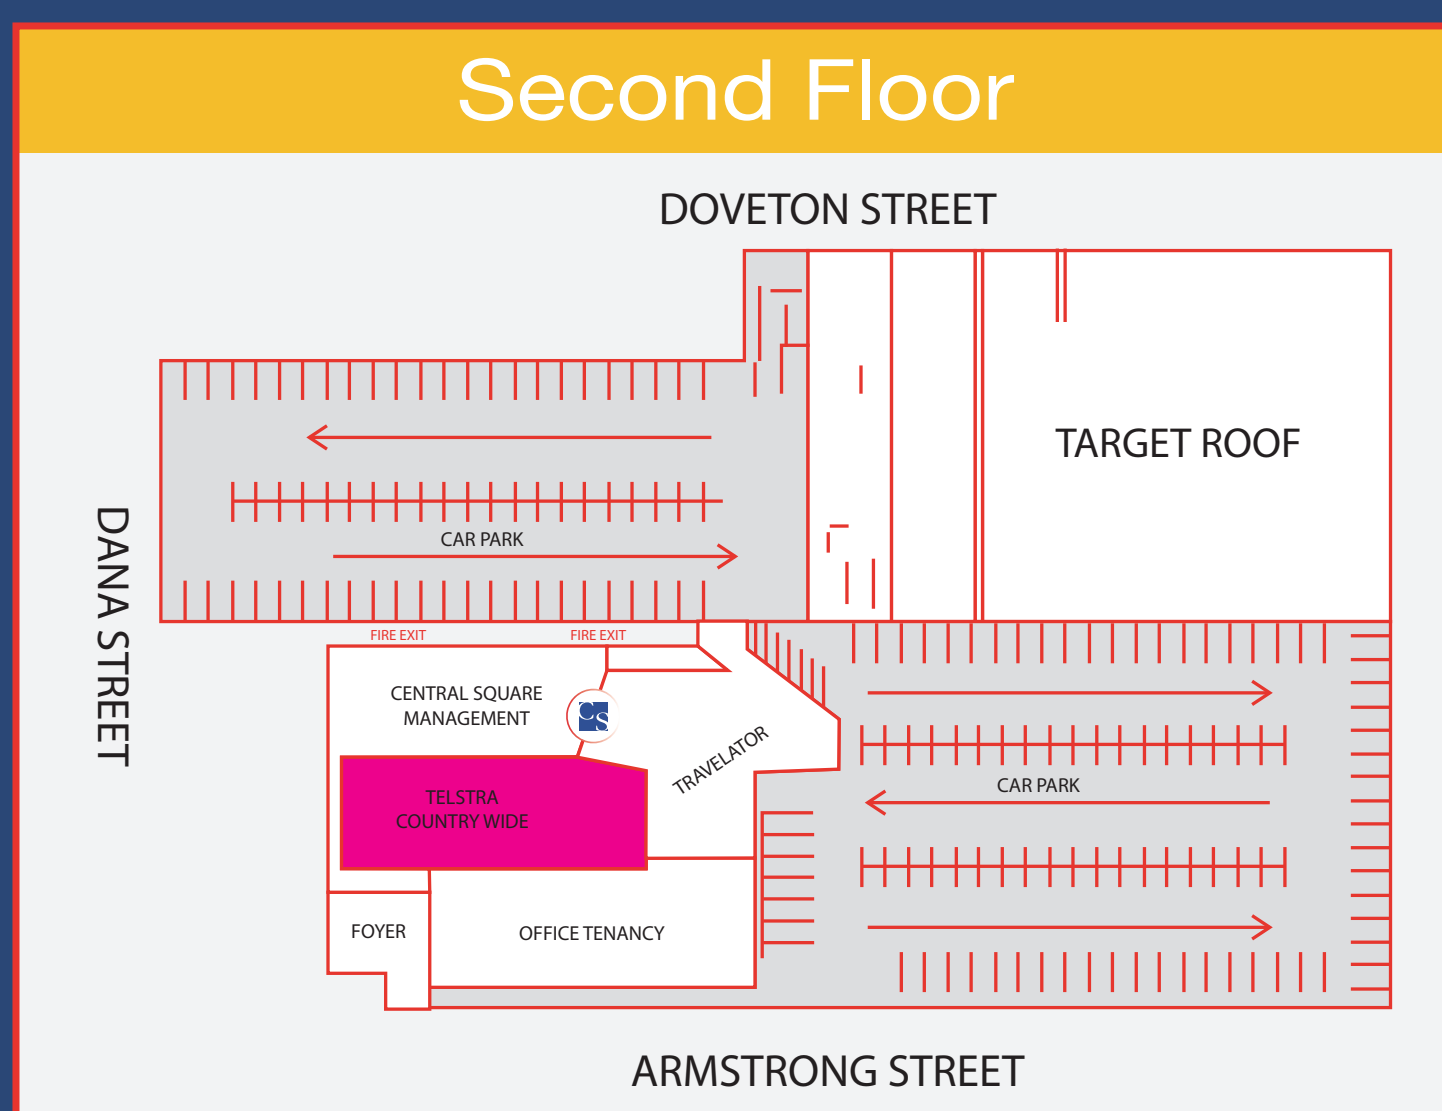 Second Floor
DOVETON STREET
TARGET ROOF
DANA STREET
CAR PARK
FIRE EXIT
FIRE EXIT
CENTRAL SQUARE
MANAGEMENT
CS
TRAVELATOR
CAR PARK
TELSTRA
COUNTRY WIDE
FOYER
OFFICE TENANCY
ARMSTRONG STREET